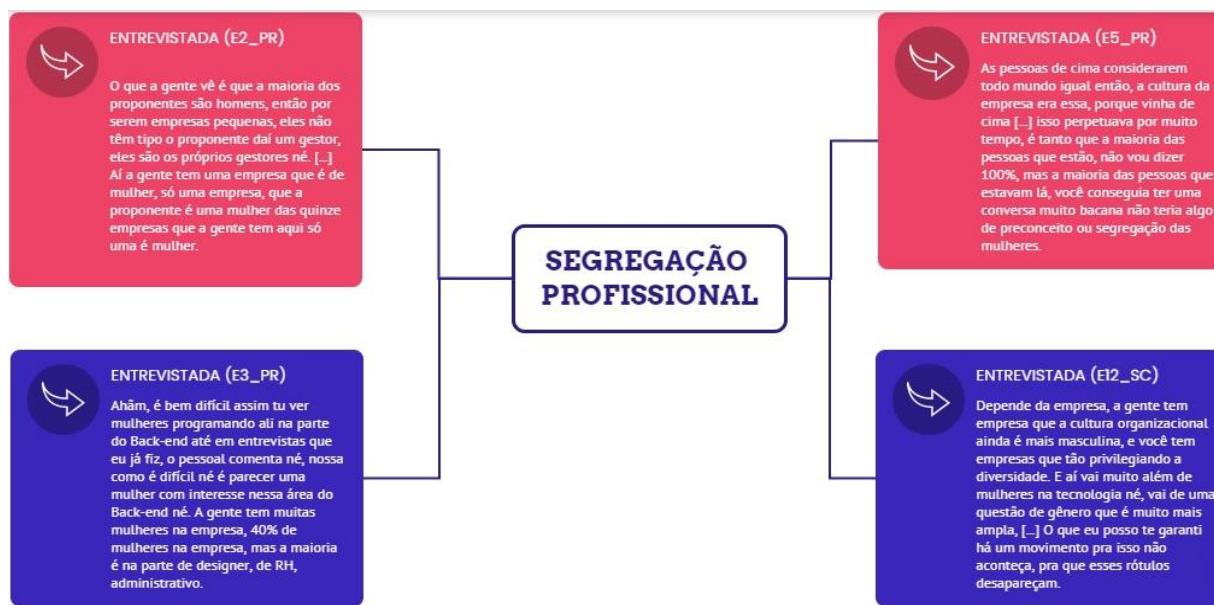 ENTREVISTADA (E2_PR)
O que a gente vê é que a maioria dos
proponentes são homens, então por
serem empresas pequenas, eles não
têm tipo o proponente daí um gestor,
eles são os próprios gestores né. [...]
Aí a gente tem uma empresa que é de
mulher, só uma empresa, que a
proponente é uma mulher das quinze
empresas que a gente tem aqui só
uma é mulher.
ENTREVISTADA (E3_PR)
Ahãm, é bem difícil assim tu ver
mulheres programando ali na parte
do Back-end até em entrevistas que
eu já fiz, o pessoal comenta né, nossa
como é difícil né é parecer uma
mulher com interesse nessa área do
Back-end né. A gente tem muitas
mulheres na empresa, 40% de
mulheres na empresa, mas a maioria
é na parte de designer, de RH,
administrativo.
SEGREGAÇÃO
PROFISSIONAL
ENTREVISTADA (E5_PR)
As pessoas de cima considerarem
todo mundo igual então, a cultura da
empresa era essa, porque vinha de
cima [...] isso perpetuava por muito
tempo, é tanto que a maioria das
pessoas que estão, não vou dizer
100%, mas a maioria das pessoas que
estavam lá, você conseguia ter uma
conversa muito bacana não teria algo
de preconceito ou segregação das
mulheres.
ENTREVISTADA (E12_SC)
Depende da empresa, a gente tem
empresa que a cultura organizacional
ainda é mais masculina, e você tem
empresas que tão privilegiando a
diversidade. E aí vai muito além de
mulheres na tecnologia né, vai de uma
questão de gênero que é muito mais
ampla, [...] O que eu posso te garanti
há um movimento pra isso não
aconteça, pra que esses rótulos
desapareçam.